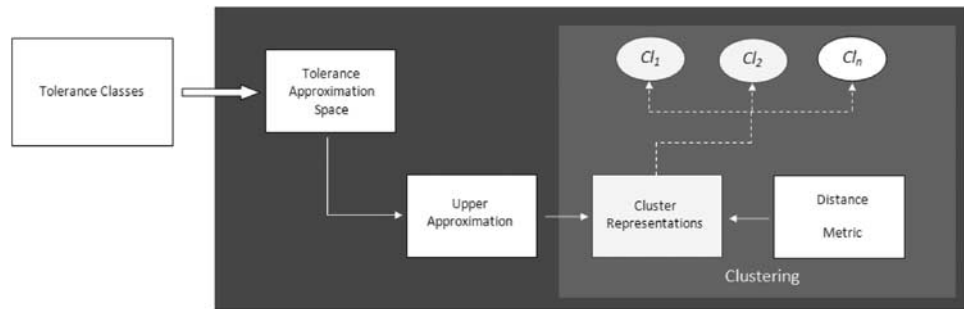 Tolerance Classes
Tolerance
Approximation
Space
Cl1
Cl2
Cln
Upper
Approximation
Cluster
Representations
Distance
Metric
Clustering